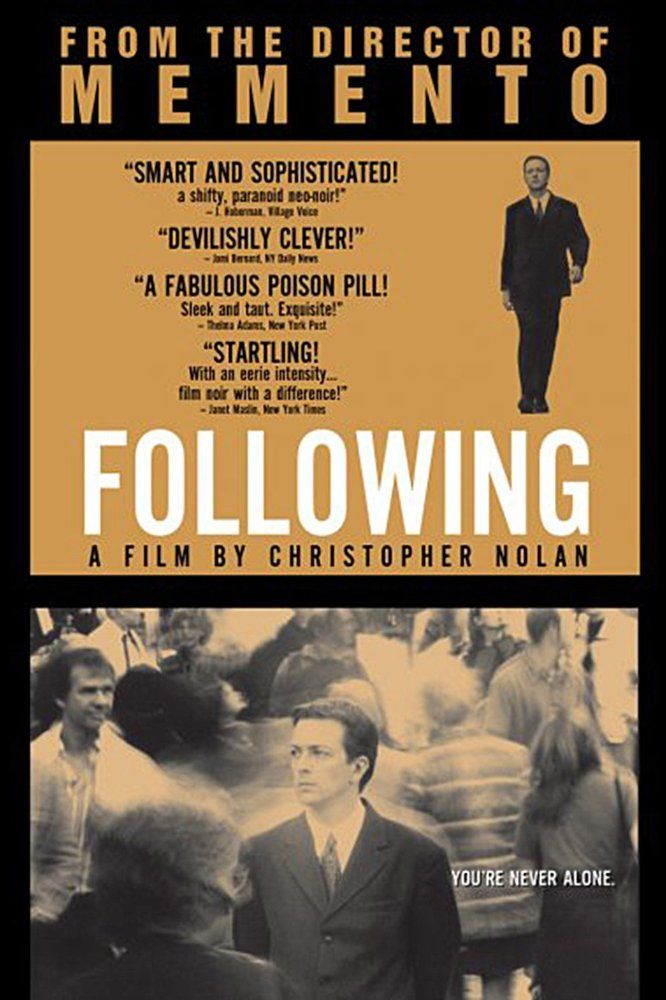 FROM THE DIRECTOR OF
MEMENTO
"SMART AND SOPHISTICATED!
a shifty, paranoid neo-noir!"
– J. Hoberman, Village Voice
"DEVILISHLY CLEVER!"
– Jami Bernard, NY Daily News
"A FABULOUS POISON PILL!
Sleek and taut. Exquisite!"
– Thelma Adams, New York Post
"STARTLING!
With an eerie intensity...
film noir with a difference!"
– Janet Maslin, New York Times
FOLLOWING
A FILM BY CHRISTOPHER NOLAN
YOU'RE NEVER ALONE.